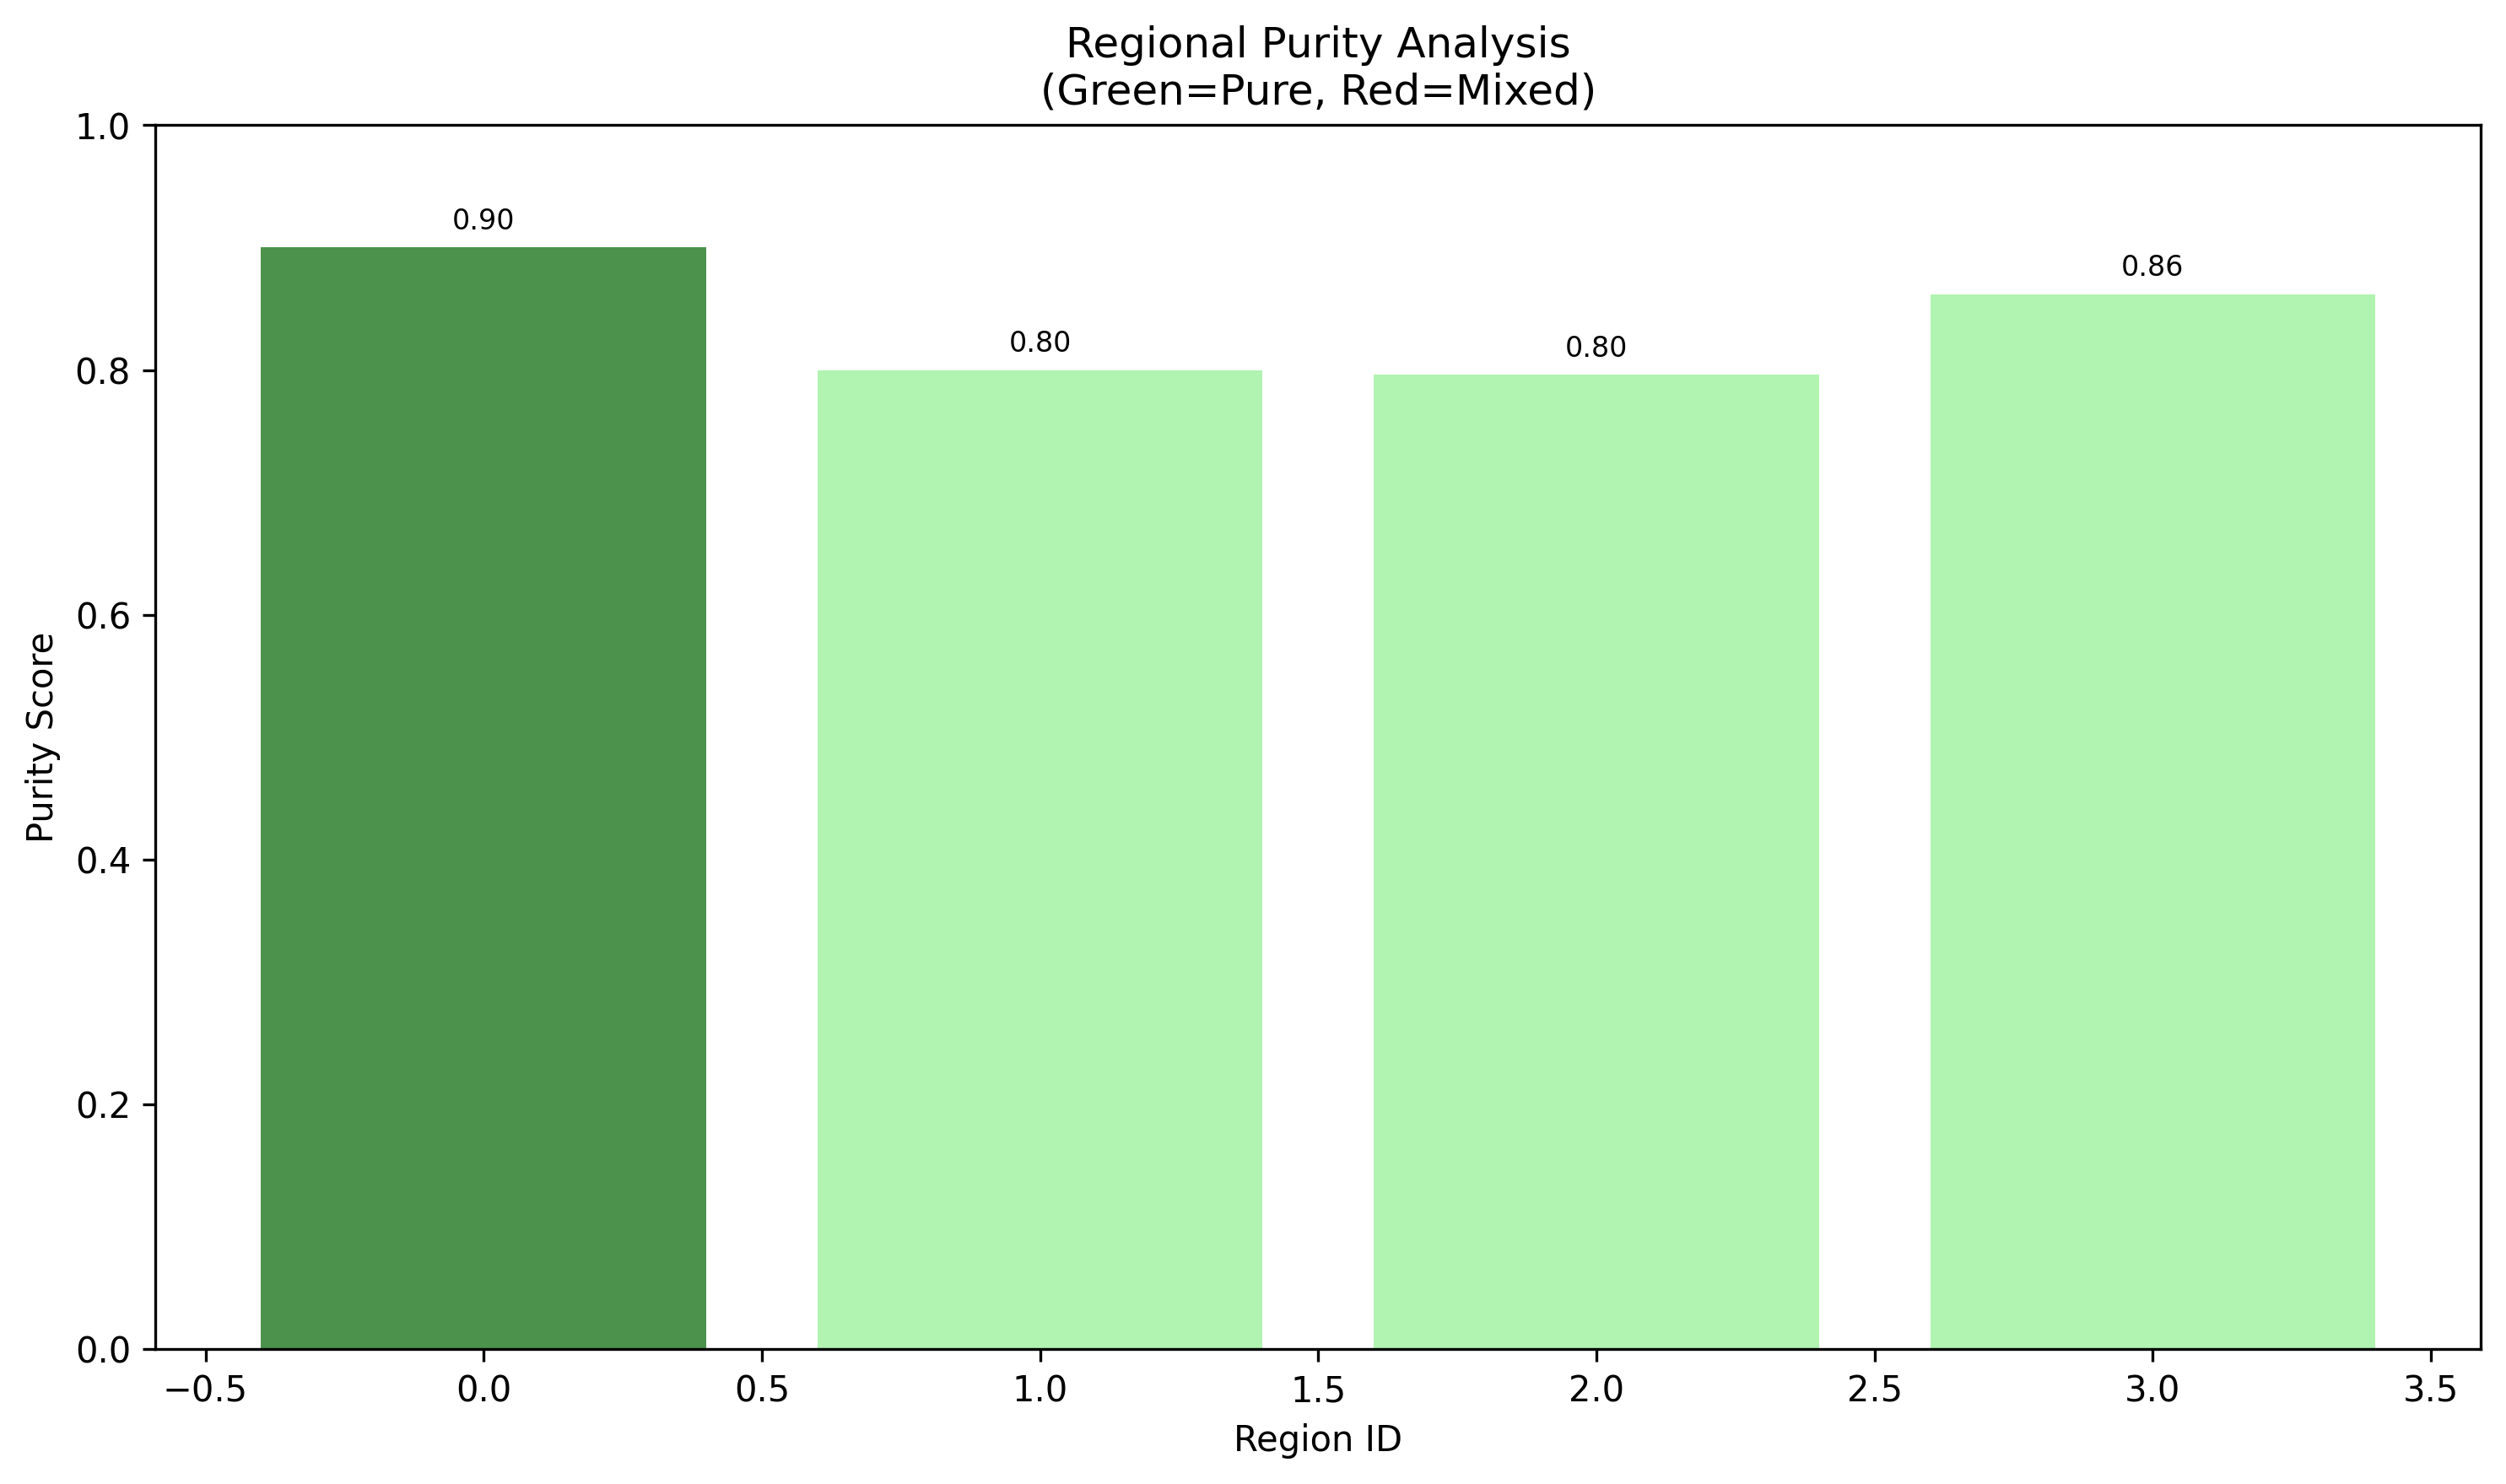 Regional Purity Analysis
(Green=Pure, Red=Mixed)
1.0
0.90
0.86
0.80
0.80
0.8
0.6
0.4
0.2
0.0
Purity Score
−0.5 0.0 0.5 1.0 1.5 2.0 2.5 3.0 3.5
Region ID